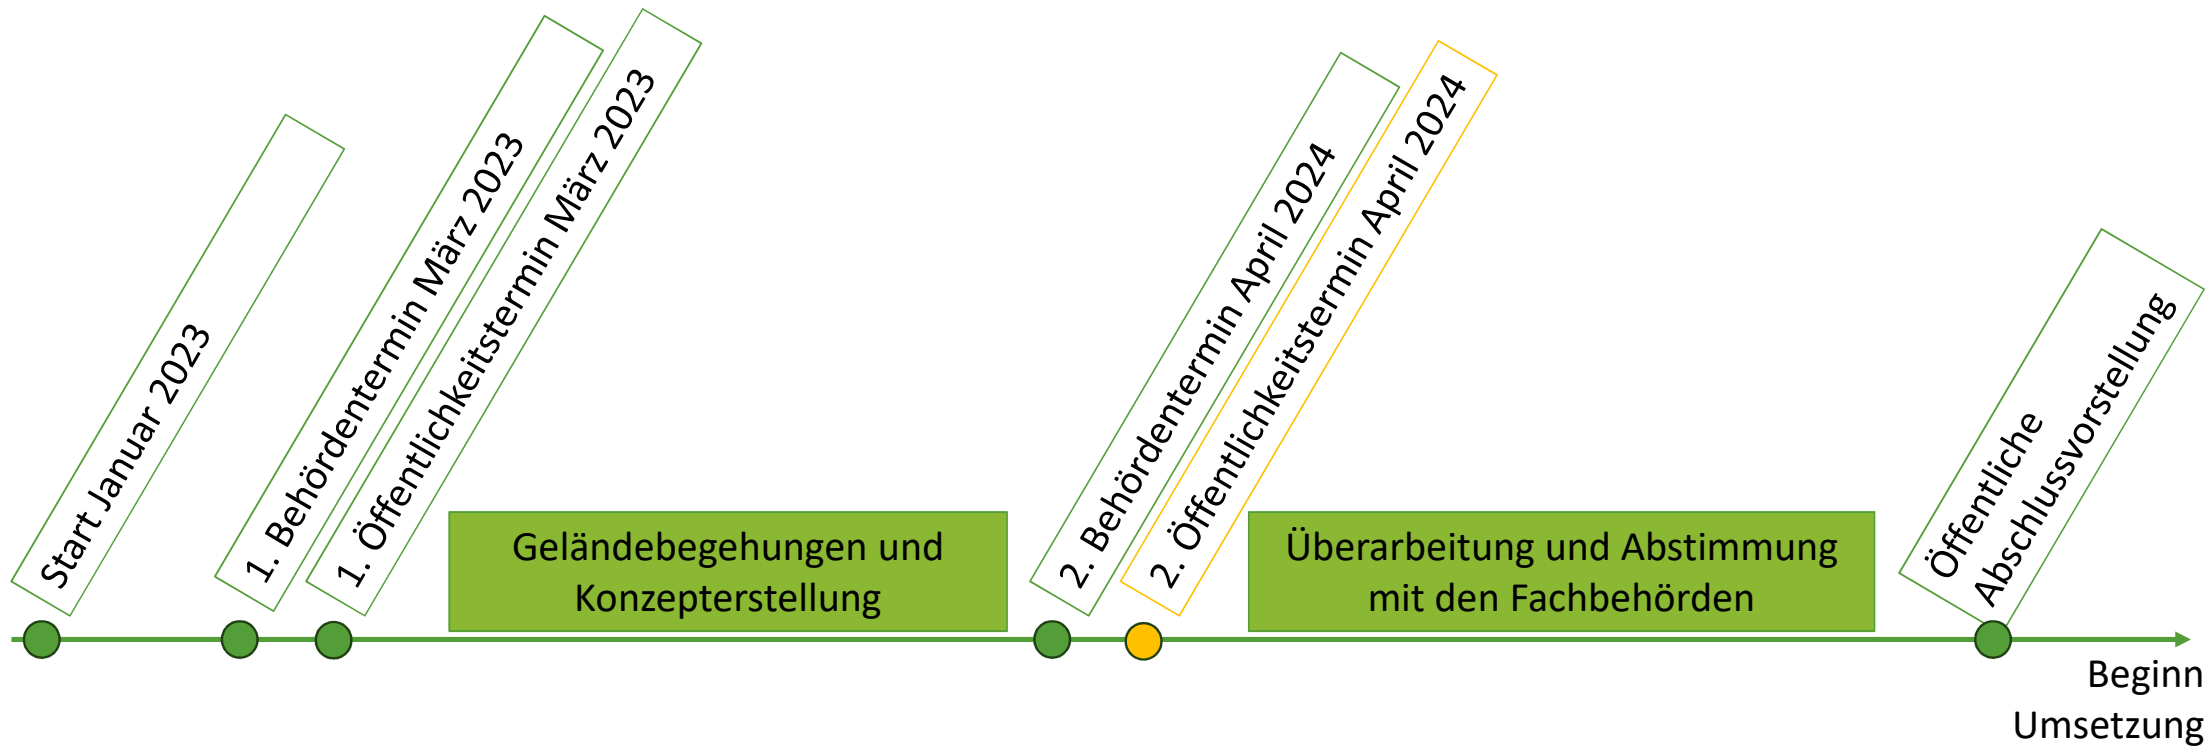 Start Januar 2023
1. Behördentermin März 2023
1. Öffentlichkeitstermin März 2023
Geländebegehungen und
Konzepterstellung
2. Behördentermin April 2024
2. Öffentlichkeitstermin April 2024
Überarbeitung und Abstimmung
mit den Fachbehörden
Öffentliche
Abschlussvorstellung
Beginn
Umsetzung